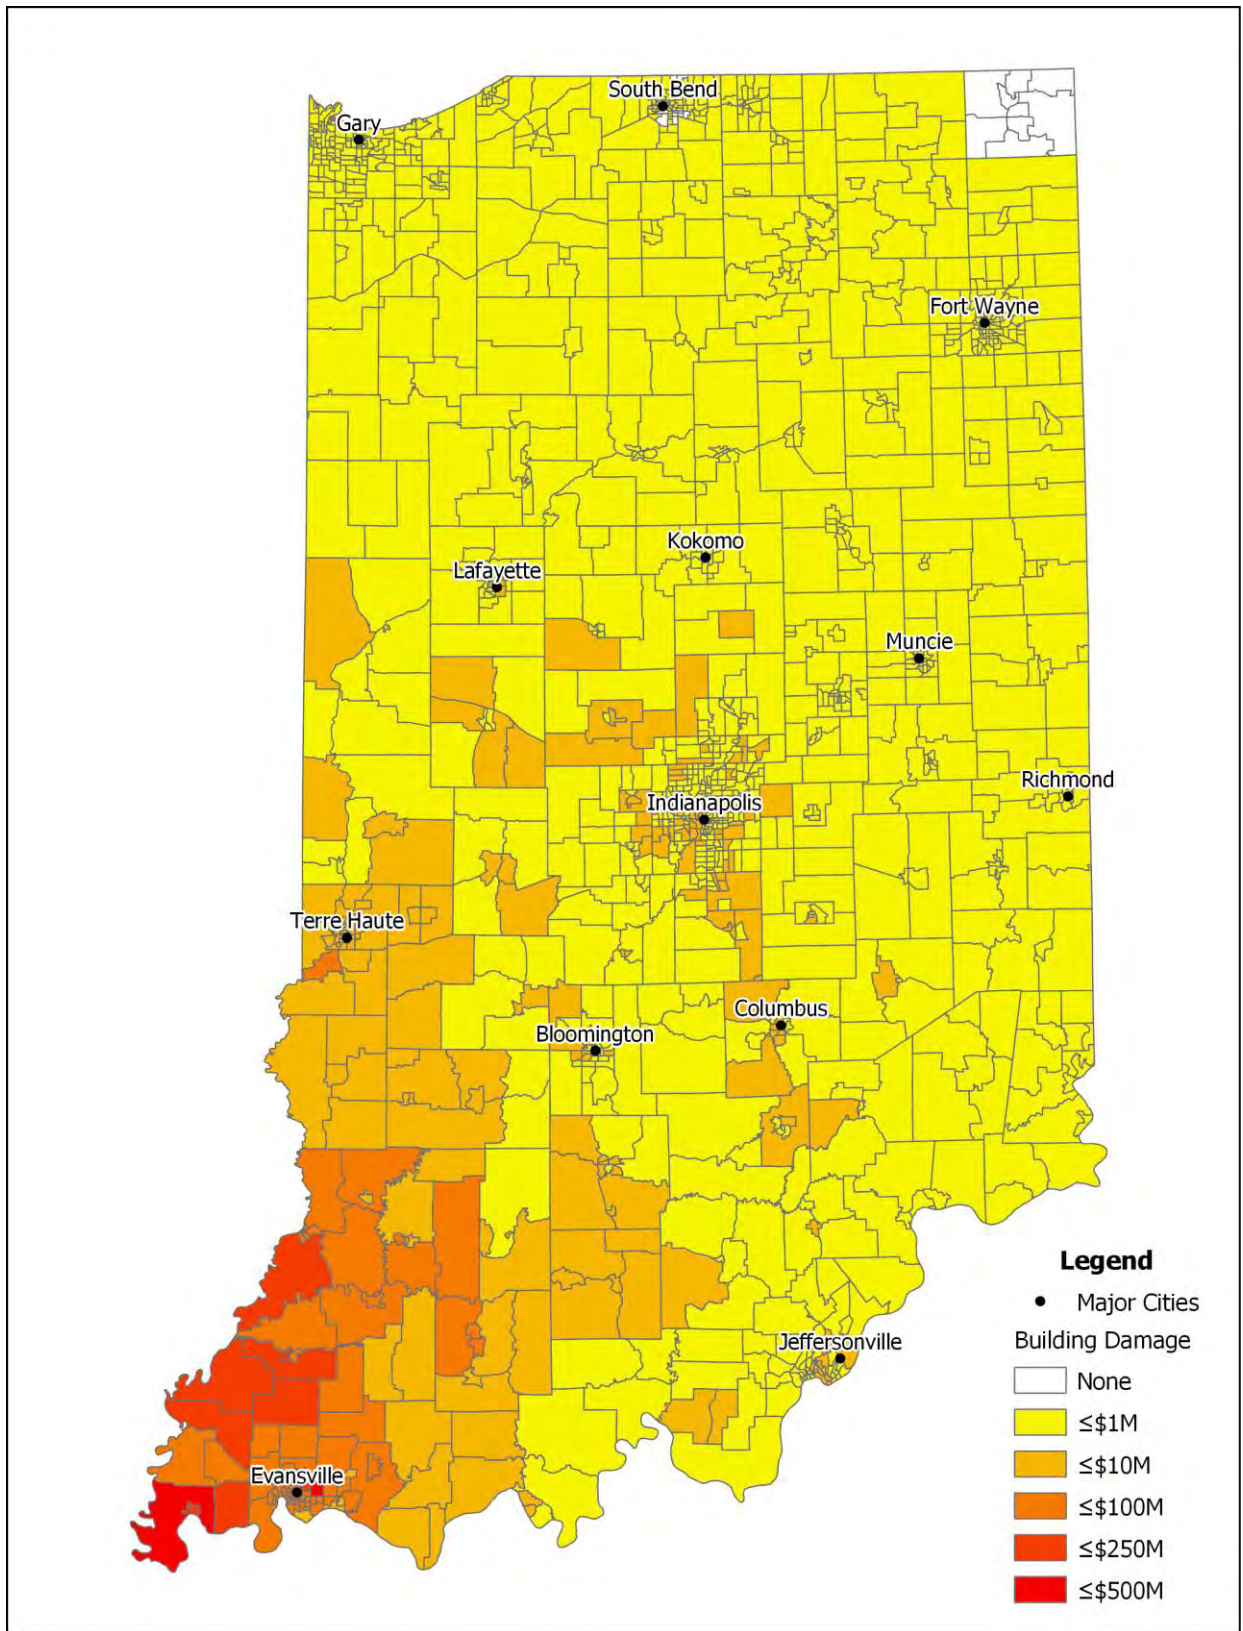 South Bend
Gary
Fort Wayne
Kokomo
Lafayette
Muncie
Richmond
Indianapolis
Terre Haute
Columbus
Bloomington
Jeffersonville
Evansville
Legend
Major Cities
Building Damage
None
≤$1M
≤$10M
≤$100M
≤$250M
≤$500M